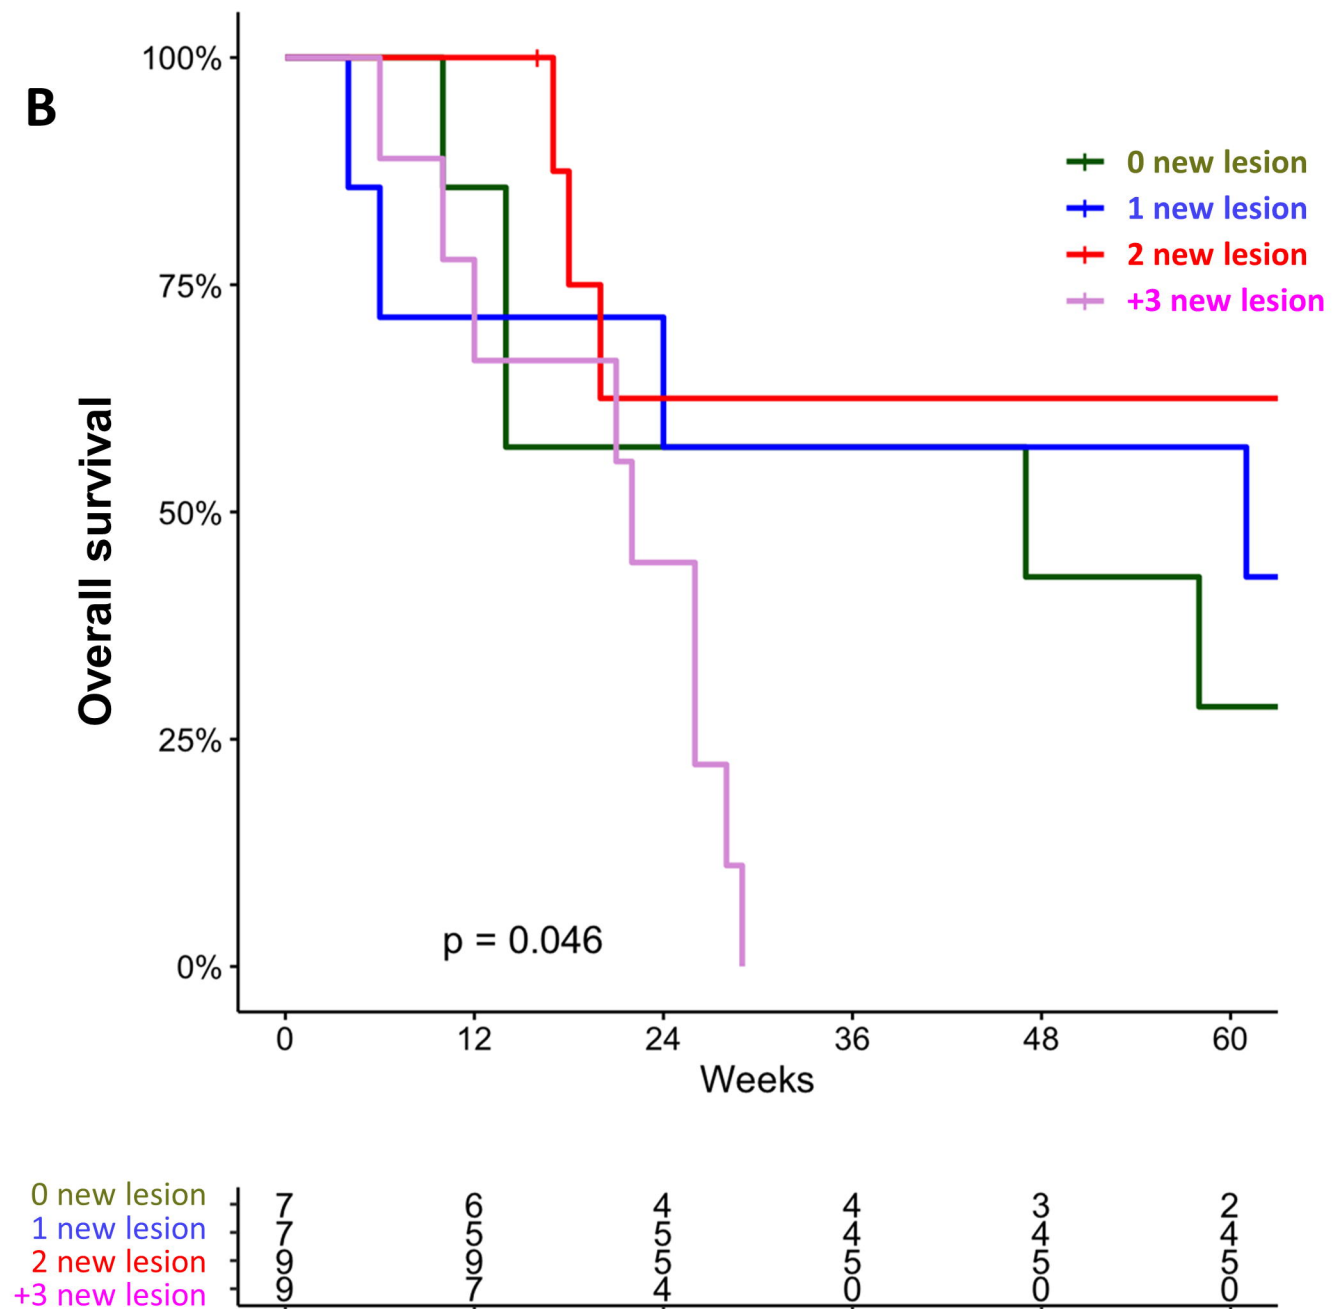 B
100%
75%
50%
25%
0%
Overall survival
0 new lesion
1 new lesion
2 new lesion
+3 new lesion
p = 0.046
0 12 24 36 48 60
Weeks
0 new lesion 7 6 4 4 3 2
1 new lesion 7 5 5 4 4 4
2 new lesion 9 9 5 5 5 5
+3 new lesion 9 7 4 0 0 0